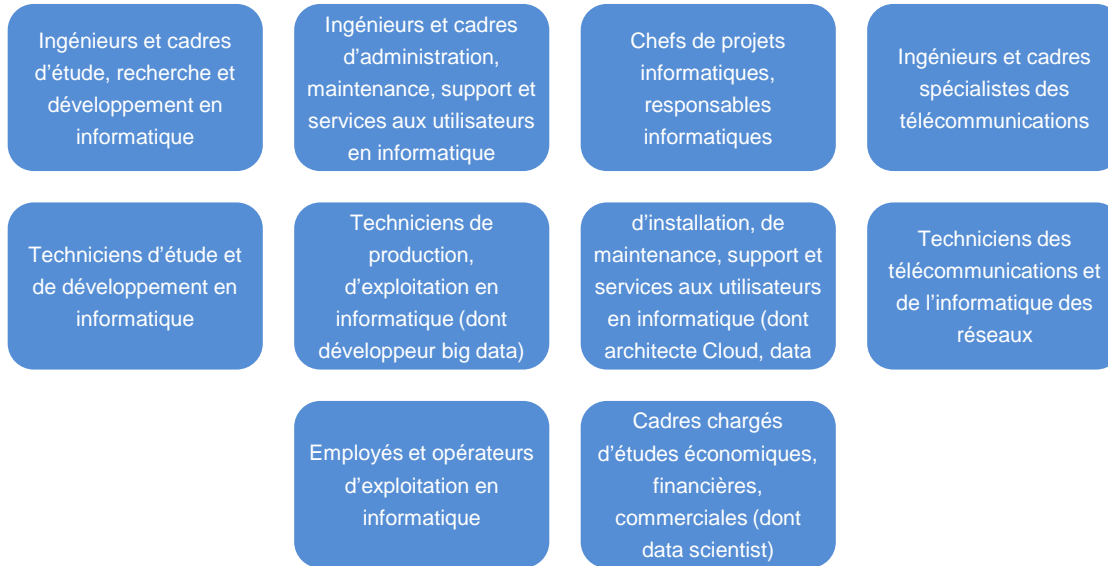 Ingénieurs et cadres
d’étude, recherche et
développement en
informatique
Ingénieurs et cadres
d’administration,
maintenance, support et
services aux utilisateurs
en informatique
Chefs de projets
informatiques,
responsables
informatiques
Ingénieurs et cadres
spécialistes des
télécommunications
Techniciens d’étude et
de développement en
informatique
Techniciens de
production,
d’exploitation en
informatique (dont
développeur big data)
d’installation, de
maintenance, support et
services aux utilisateurs
en informatique (dont
architecte Cloud, data
Techniciens des
télécommunications et
de l’informatique des
réseaux
Employés et opérateurs
d’exploitation en
informatique
Cadres chargés
d’études économiques,
financières,
commerciales (dont
data scientist)